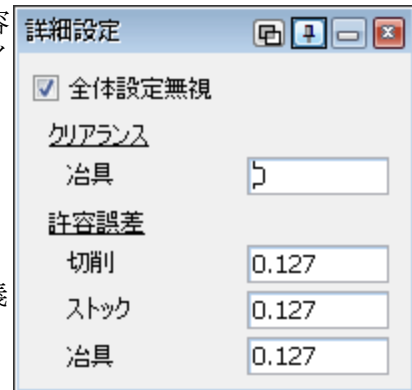 詳細設定
全体設定無視
クリアランス
冶具
許容誤差
切削 0.127
ストック 0.127
冶具 0.127